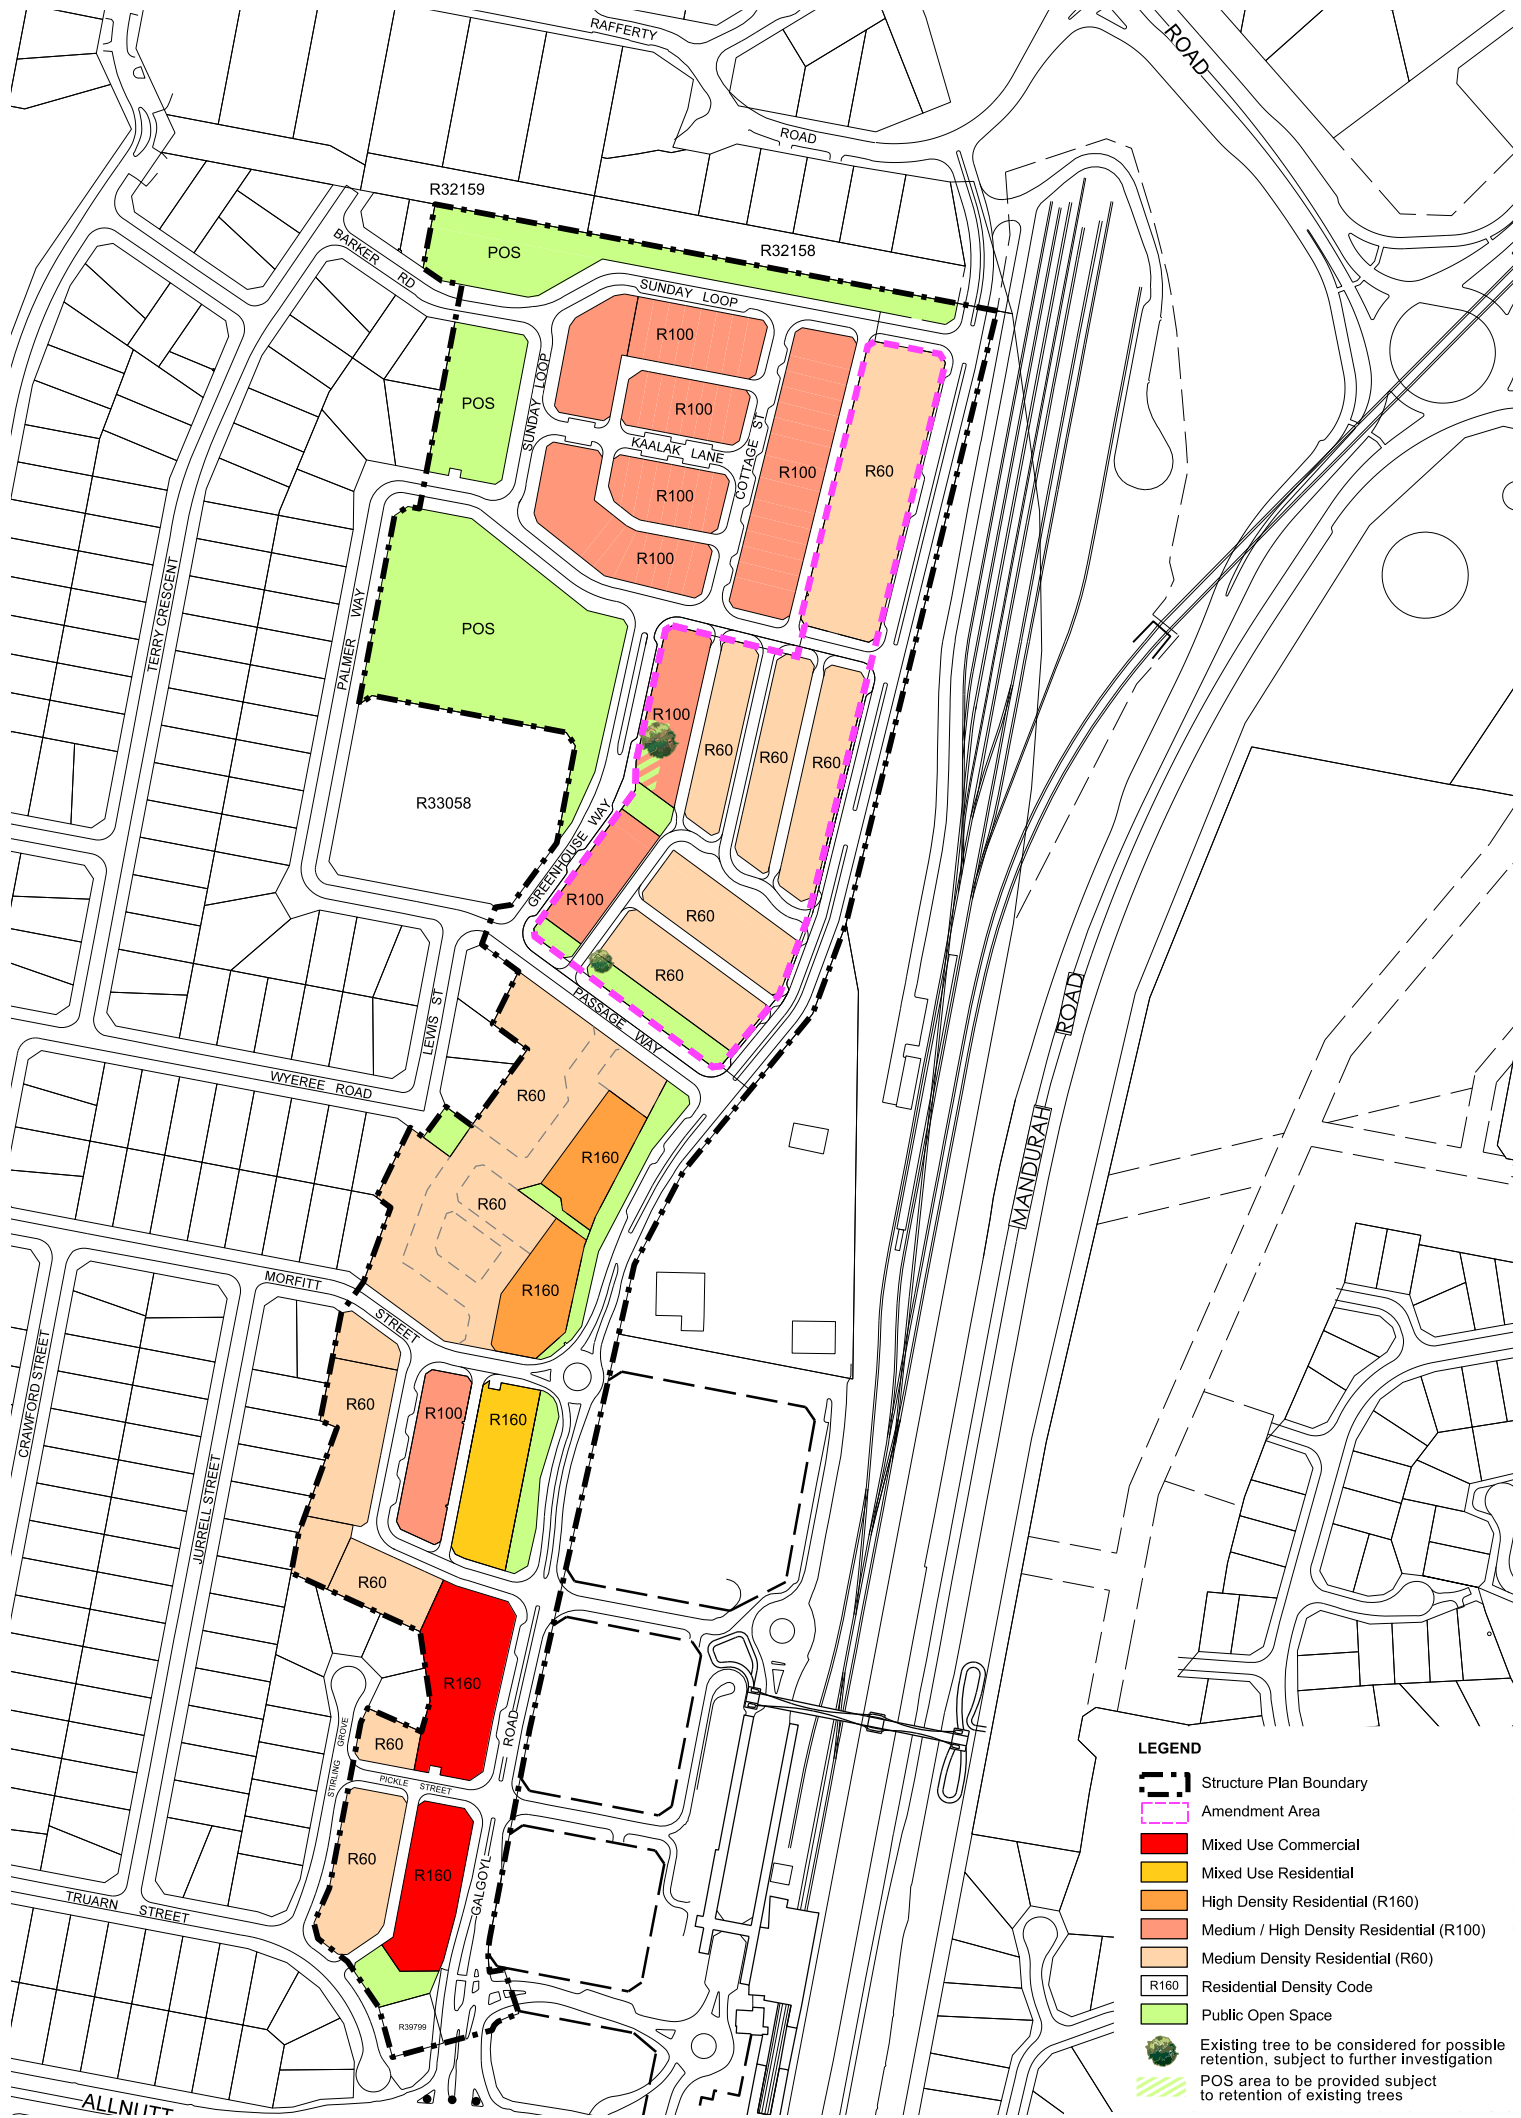 RAFFERTY
ROAD
ROAD
R32159
R32158
BARKER RD
POS
SUNDAY LOOP
R100
SUNDAY LOOP
POS
R100
KAALAK LANE
COTTAGE ST
R60
R100
R100
R100
TERRY CRESCENT
PALMER WAY
POS
R100
R60
R60
R60
R33058
GREENHOUSE WAY
R100
R60
R60
PASSAGE WAY
LEWIS ST
ROAD
WYEREE ROAD
R60
R160
MANDURAH
R60
MORFITT STREET
R160
CRAWFORD STREET
R60
R100
R160
JURRELL STREET
R60
R160
ROAD
STIRLING GROVE
R60
PICKLE STREET
R60
R160
GALGOYL
TRUARN STREET
R39799
ALLNUTT
LEGEND
Structure Plan Boundary
Amendment Area
Mixed Use Commercial
Mixed Use Residential
High Density Residential (R160)
Medium / High Density Residential (R100)
Medium Density Residential (R60)
R160 Residential Density Code
Public Open Space
Existing tree to be considered for possible
retention, subject to further investigation
POS area to be provided subject
to retention of existing trees